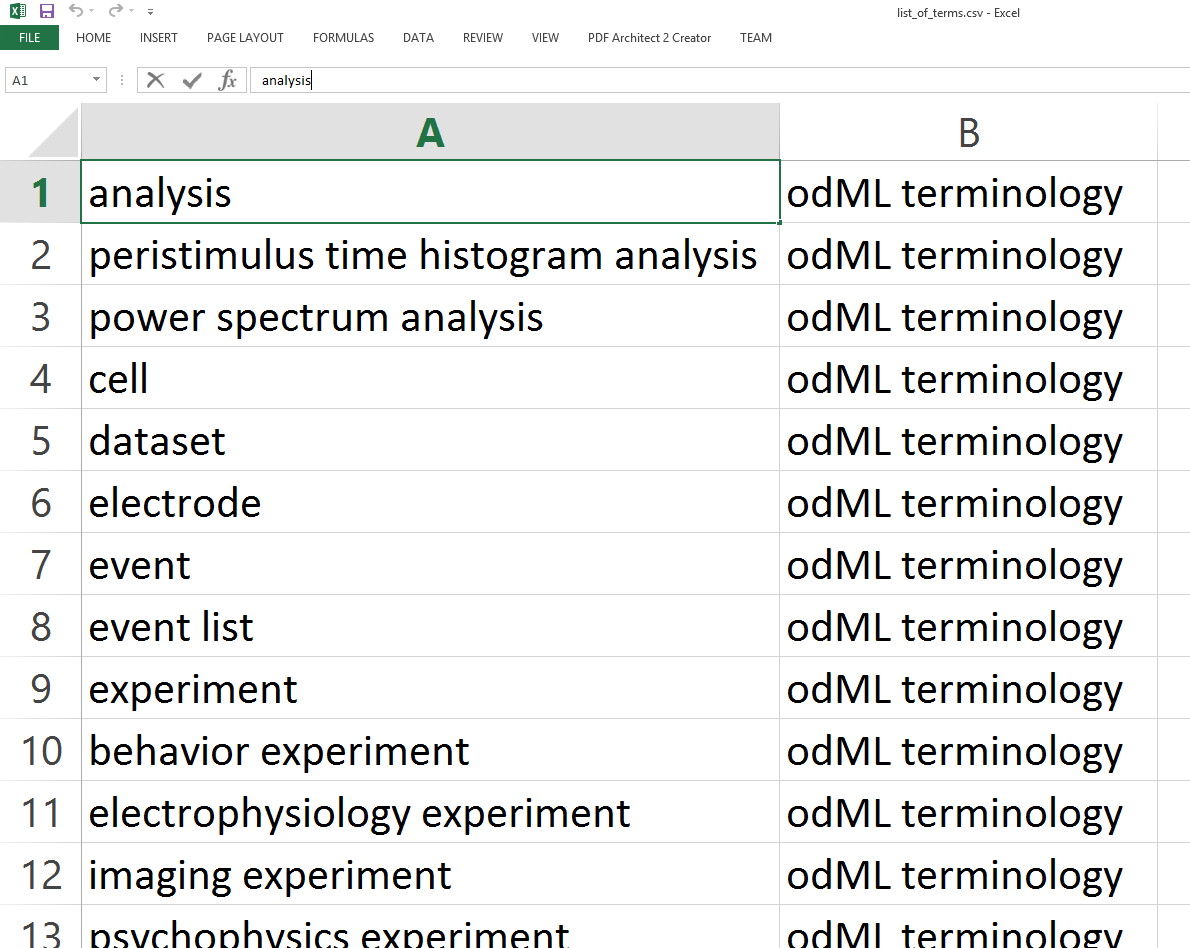 list_of_terms.csv - Excel
FILE HOME INSERT PAGE LAYOUT FORMULAS DATA REVIEW VIEW PDF Architect 2 Creator TEAM
A1 fx analysis
A B
1 analysis odML terminology
2 peristimulus time histogram analysis odML terminology
3 power spectrum analysis odML terminology
4 cell odML terminology
5 dataset odML terminology
6 electrode odML terminology
7 event odML terminology
8 event list odML terminology
9 experiment odML terminology
10 behavior experiment odML terminology
11 electrophysiology experiment odML terminology
12 imaging experiment odML terminology
13 psychophysics experiment odML terminology